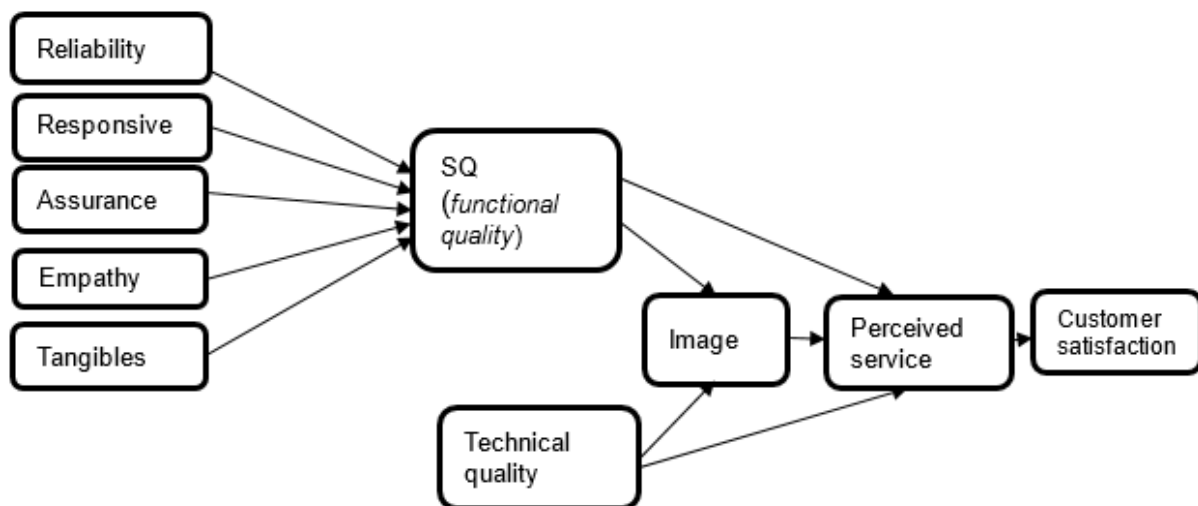 Reliability
Responsive
Assurance
Empathy
Tangibles
SQ
(functional
quality)
Image
Perceived
service
Customer
satisfaction
Technical
quality